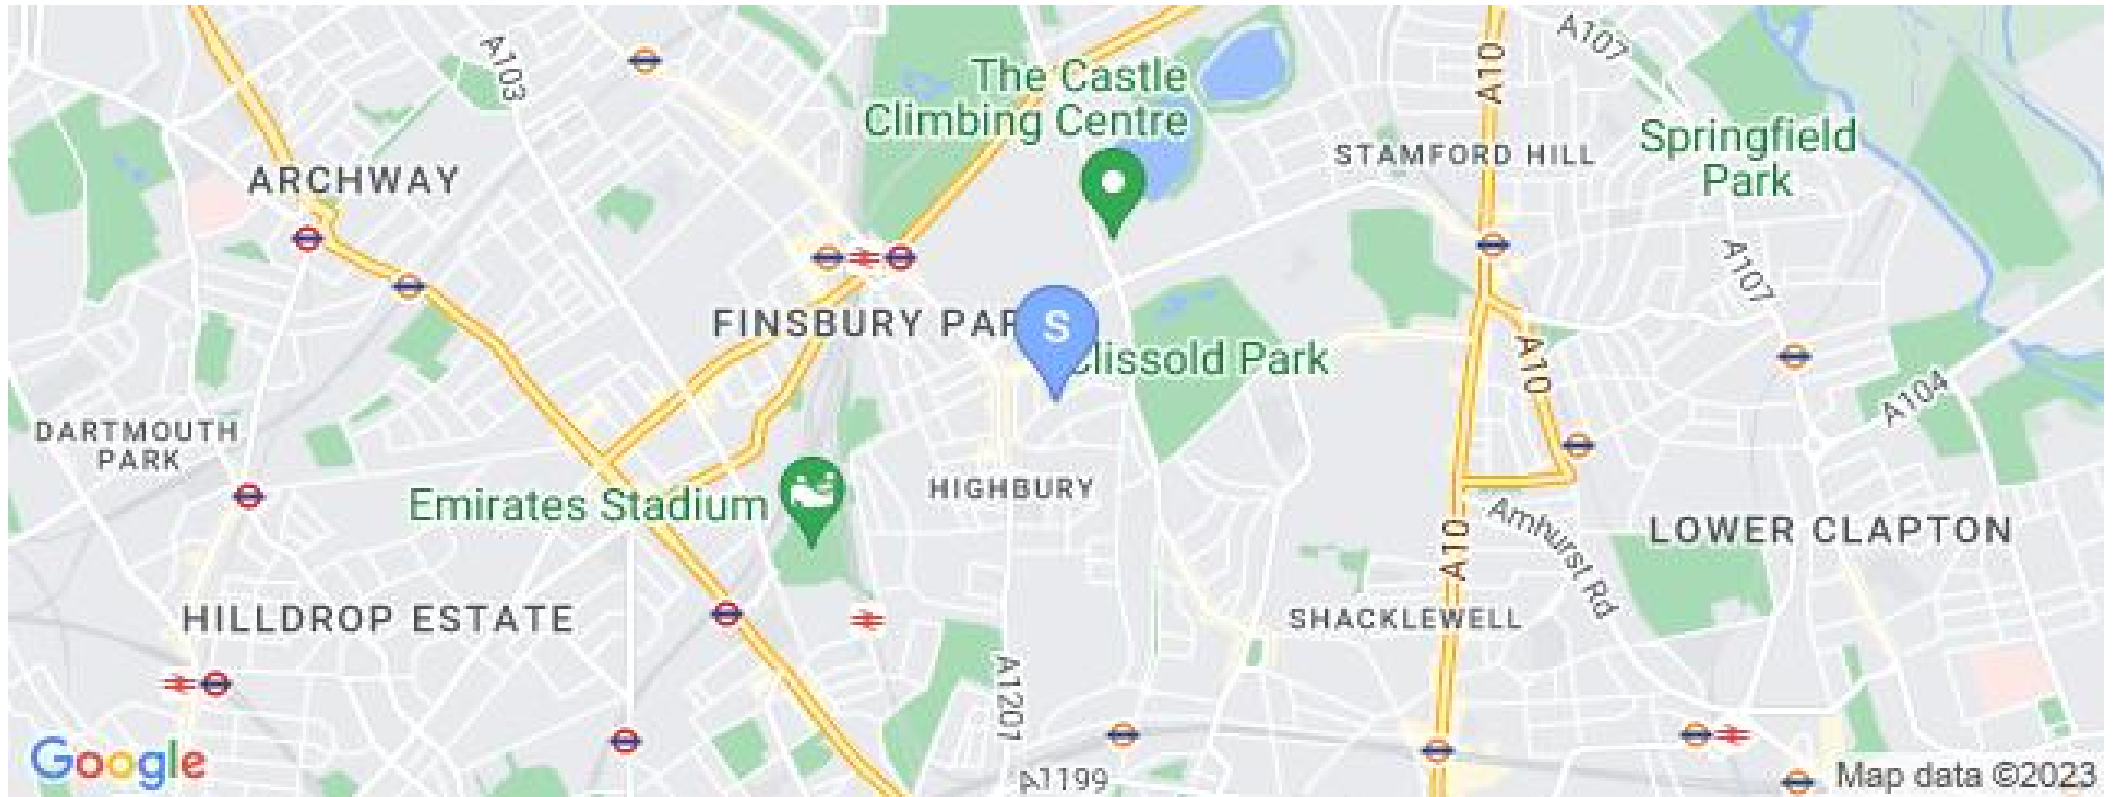 A103
A107
The Castle
Climbing Centre
A10
STAMFORD HILL
Springfield
Park
ARCHWAY
A107
FINSBURY PAR
S
lissold Park
A10
A104
DARTMOUTH
PARK
Emirates Stadium
HIGHBURY
A10
Amhurst Rd
LOWER CLAPTON
HILLDROP ESTATE
SHACKLEWELL
A1201
Google
A1199
Map data ©2023